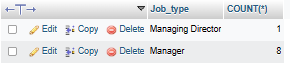 ←T→ Job_type COUNT(*)
Edit Copy Delete Managing Director 1
Edit Copy Delete Manager 8